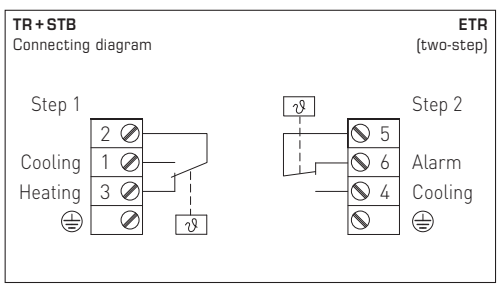 TR+STB ETR
Connecting diagram (two-step)
Step 1 ϑ Step 2
2 5
Cooling 1 6 Alarm
Heating 3 4 Cooling
ϑ